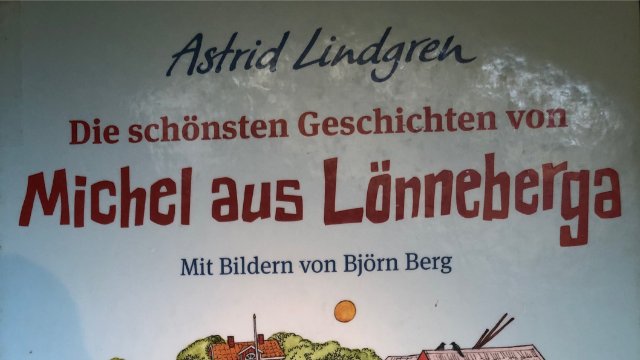 Astrid Lindgren
Die schönsten Geschichten von
Michel aus Lönneberga
Mit Bildern von Björn Berg